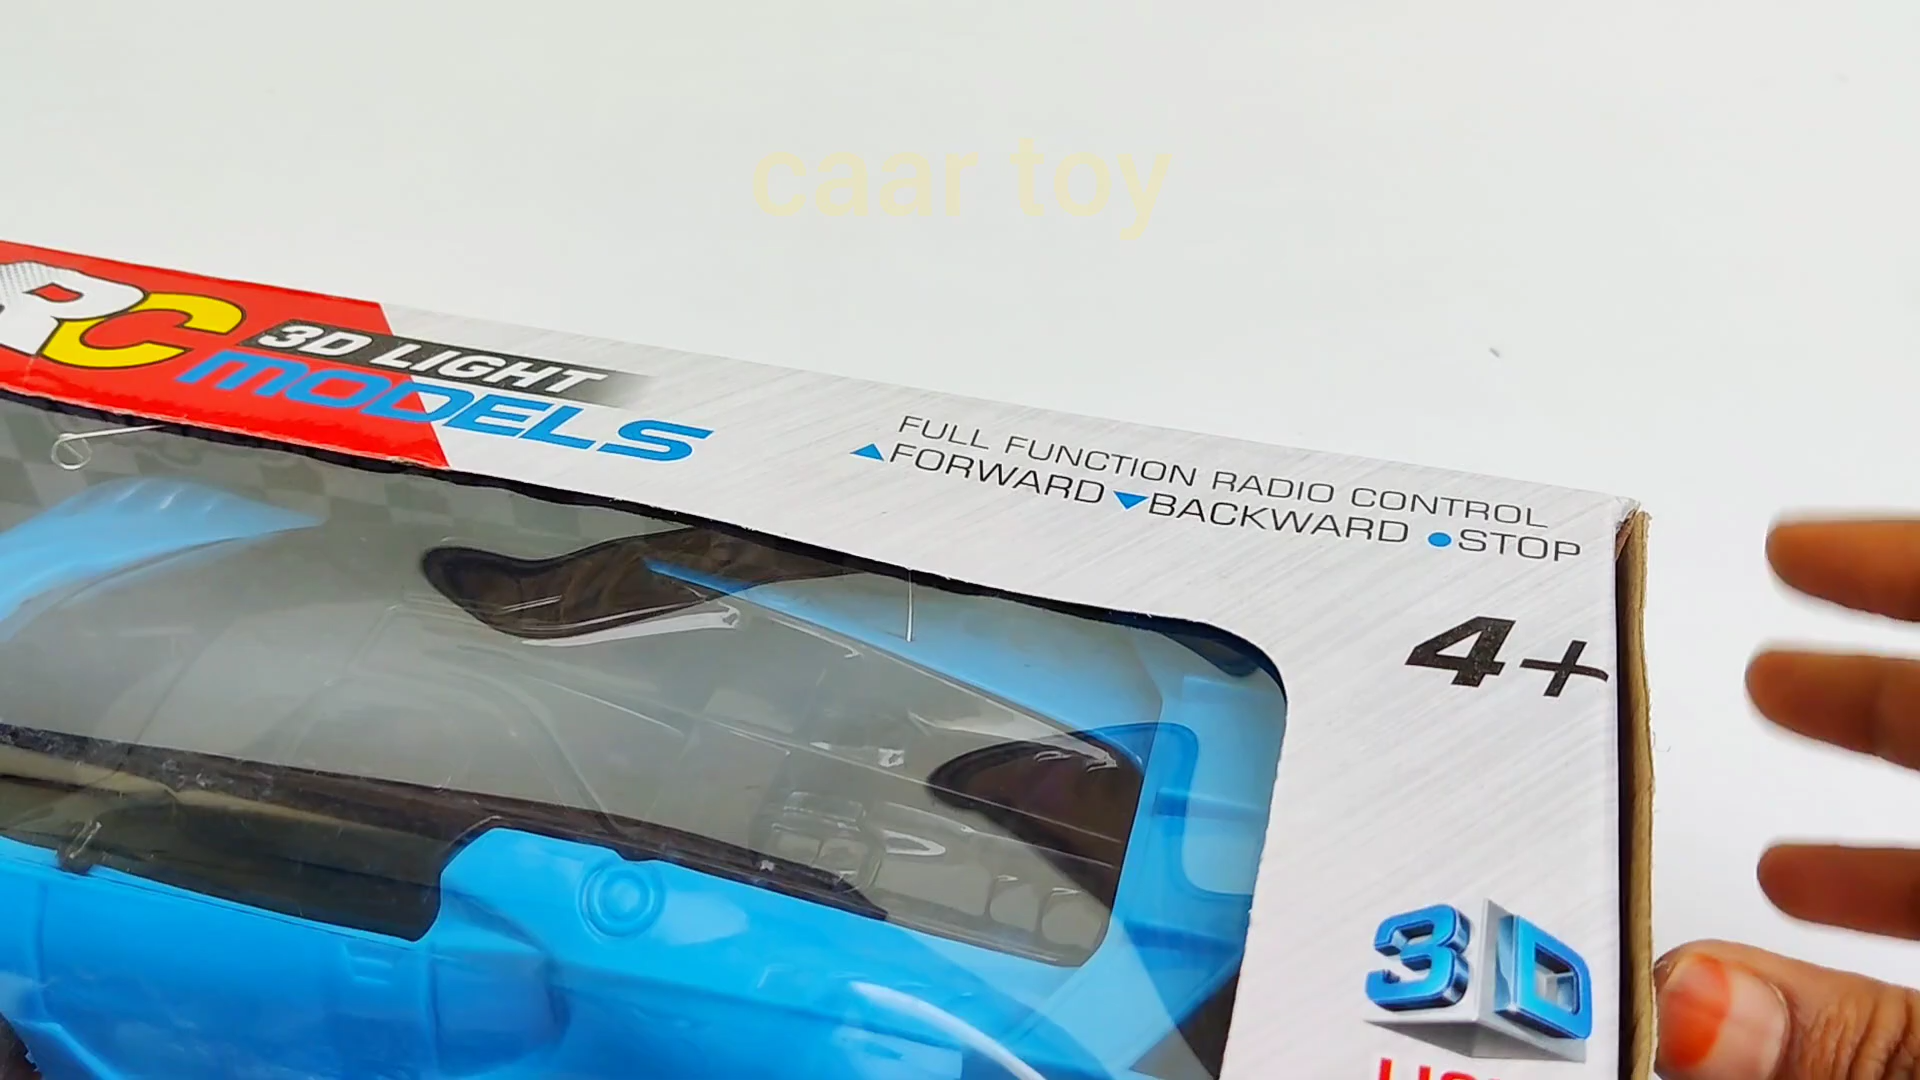 caar toy
RC
3D LIGHT
MODELS
FULL FUNCTION RADIO CONTROL
▲FORWARD ▼BACKWARD ●STOP
4+
3D